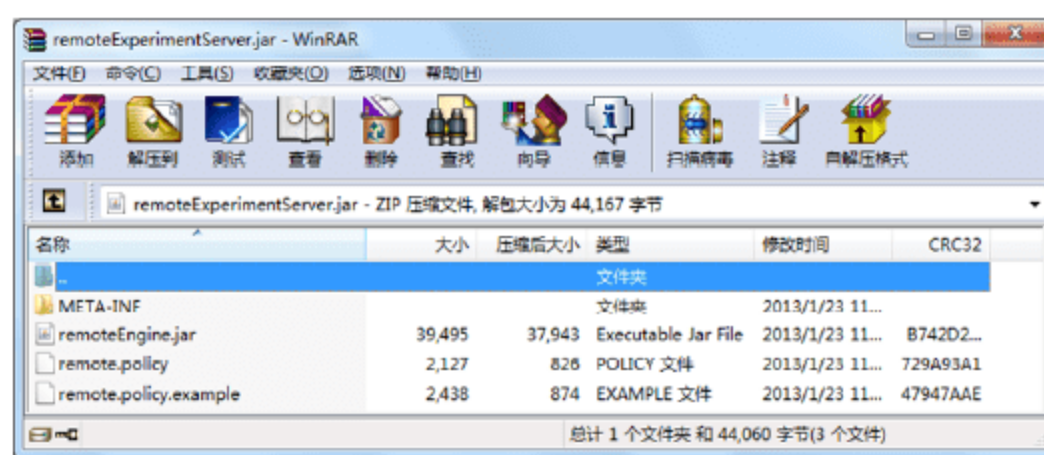 remoteExperimentServer.jar - WinRAR
文件(F) 命令(C) 工具(S) 收藏夹(O) 选项(N) 帮助(H)
添加 解压到 测试 查看 删除 查找 向导 信息 扫描病毒 注释 自解压格式
remoteExperimentServer.jar - ZIP 压缩文件, 解包大小为 44,167 字节
名称 大小 压缩后大小 类型 修改时间 CRC32
.. 文件夹
META-INF 文件夹 2013/1/23 11...
remoteEngine.jar 39,495 37,943 Executable Jar File 2013/1/23 11... B742D2...
remote.policy 2,127 826 POLICY 文件 2013/1/23 11... 729A93A1
remote.policy.example 2,438 874 EXAMPLE 文件 2013/1/23 11... 47947AAE
总计 1 个文件夹 和 44,060 字节(3 个文件)